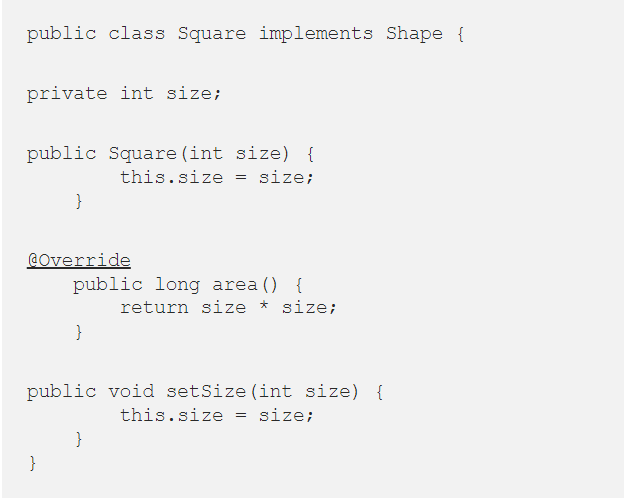 public class Square implements Shape {
private int size;
public Square(int size) {
this.size = size;
}
@Override
public long area() {
return size * size;
}
public void setSize(int size) {
this.size = size;
}
}